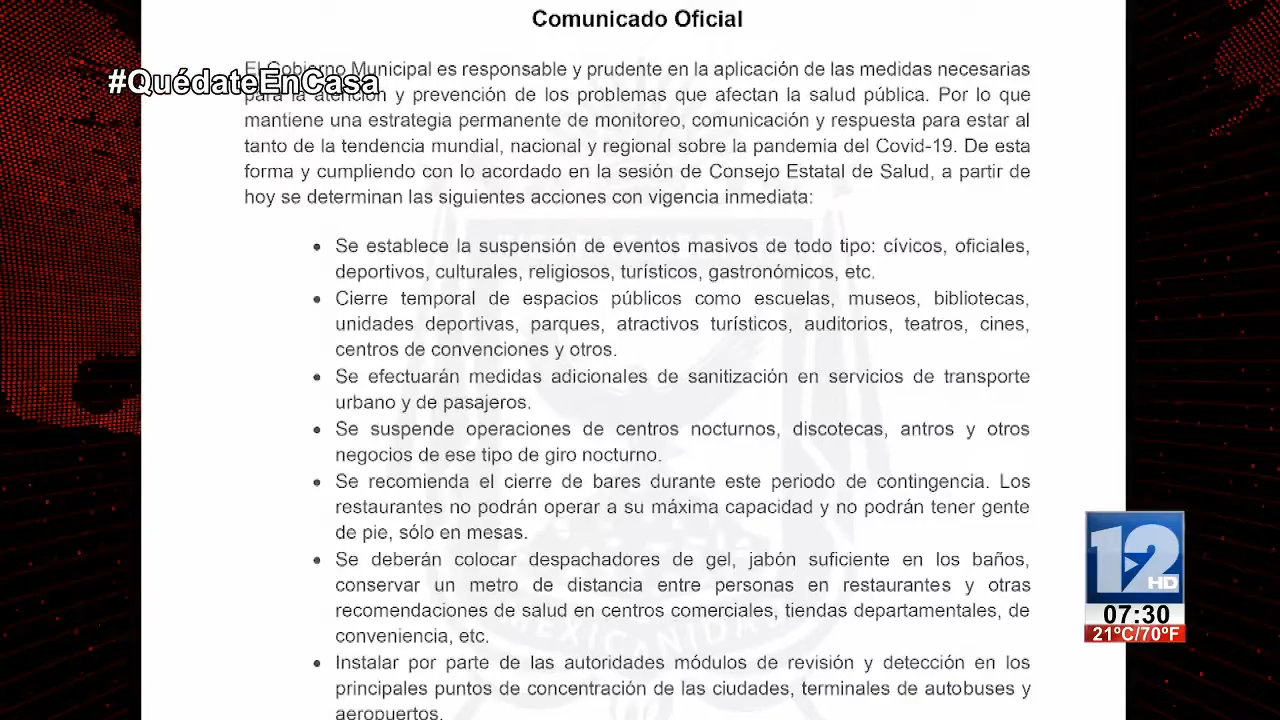 Comunicado Oficial
#QuédateEnCasa
El Gobierno Municipal es responsable y prudente en la aplicación de las medidas necesarias
para la atención y prevención de los problemas que afectan la salud pública. Por lo que
mantiene una estrategia permanente de monitoreo, comunicación y respuesta para estar al
tanto de la tendencia mundial, nacional y regional sobre la pandemia del Covid-19. De esta
forma y cumpliendo con lo acordado en la sesión de Consejo Estatal de Salud, a partir de
hoy se determinan las siguientes acciones con vigencia inmediata:
• Se establece la suspensión de eventos masivos de todo tipo: cívicos, oficiales,
deportivos, culturales, religiosos, turísticos, gastronómicos, etc.
• Cierre temporal de espacios públicos como escuelas, museos, bibliotecas,
unidades deportivas, parques, atractivos turísticos, auditorios, teatros, cines,
centros de convenciones y otros.
• Se efectuarán medidas adicionales de sanitización en servicios de transporte
urbano y de pasajeros.
• Se suspende operaciones de centros nocturnos, discotecas, antros y otros
negocios de ese tipo de giro nocturno.
• Se recomienda el cierre de bares durante este periodo de contingencia. Los
restaurantes no podrán operar a su máxima capacidad y no podrán tener gente
de pie, sólo en mesas.
• Se deberán colocar despachadores de gel, jabón suficiente en los baños,
conservar un metro de distancia entre personas en restaurantes y otras
recomendaciones de salud en centros comerciales, tiendas departamentales, de
conveniencia, etc.
• Instalar por parte de las autoridades módulos de revisión y detección en los
principales puntos de concentración de las ciudades, terminales de autobuses y
aeropuertos.
12
HD
07:30
21°C/70°F